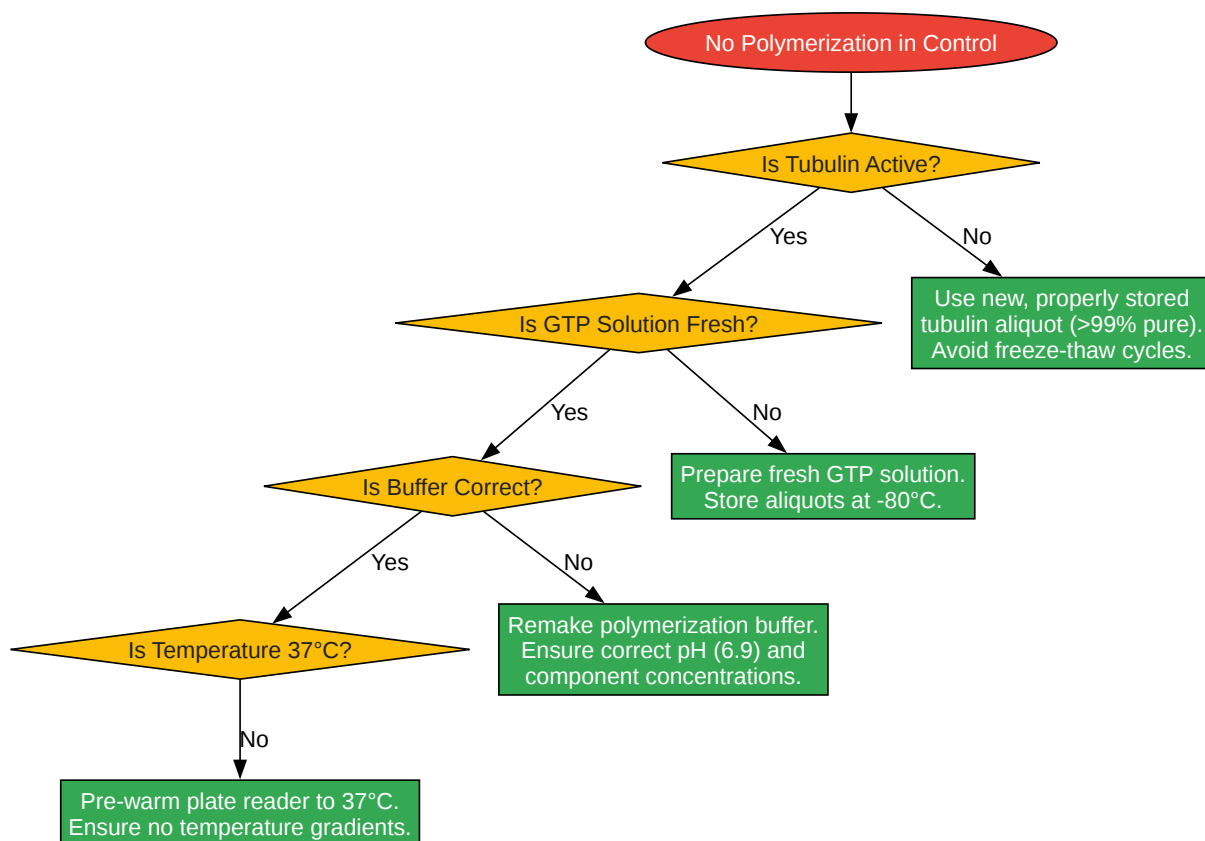 No Polymerization in Control
Is Tubulin Active?
Yes
No
Use new, properly stored
tubulin aliquot (>99% pure).
Avoid freeze-thaw cycles.
Is GTP Solution Fresh?
Yes
No
Prepare fresh GTP solution.
Store aliquots at -80°C.
Is Buffer Correct?
Yes
No
Remake polymerization buffer.
Ensure correct pH (6.9) and
component concentrations.
Is Temperature 37°C?
No
Pre-warm plate reader to 37°C.
Ensure no temperature gradients.